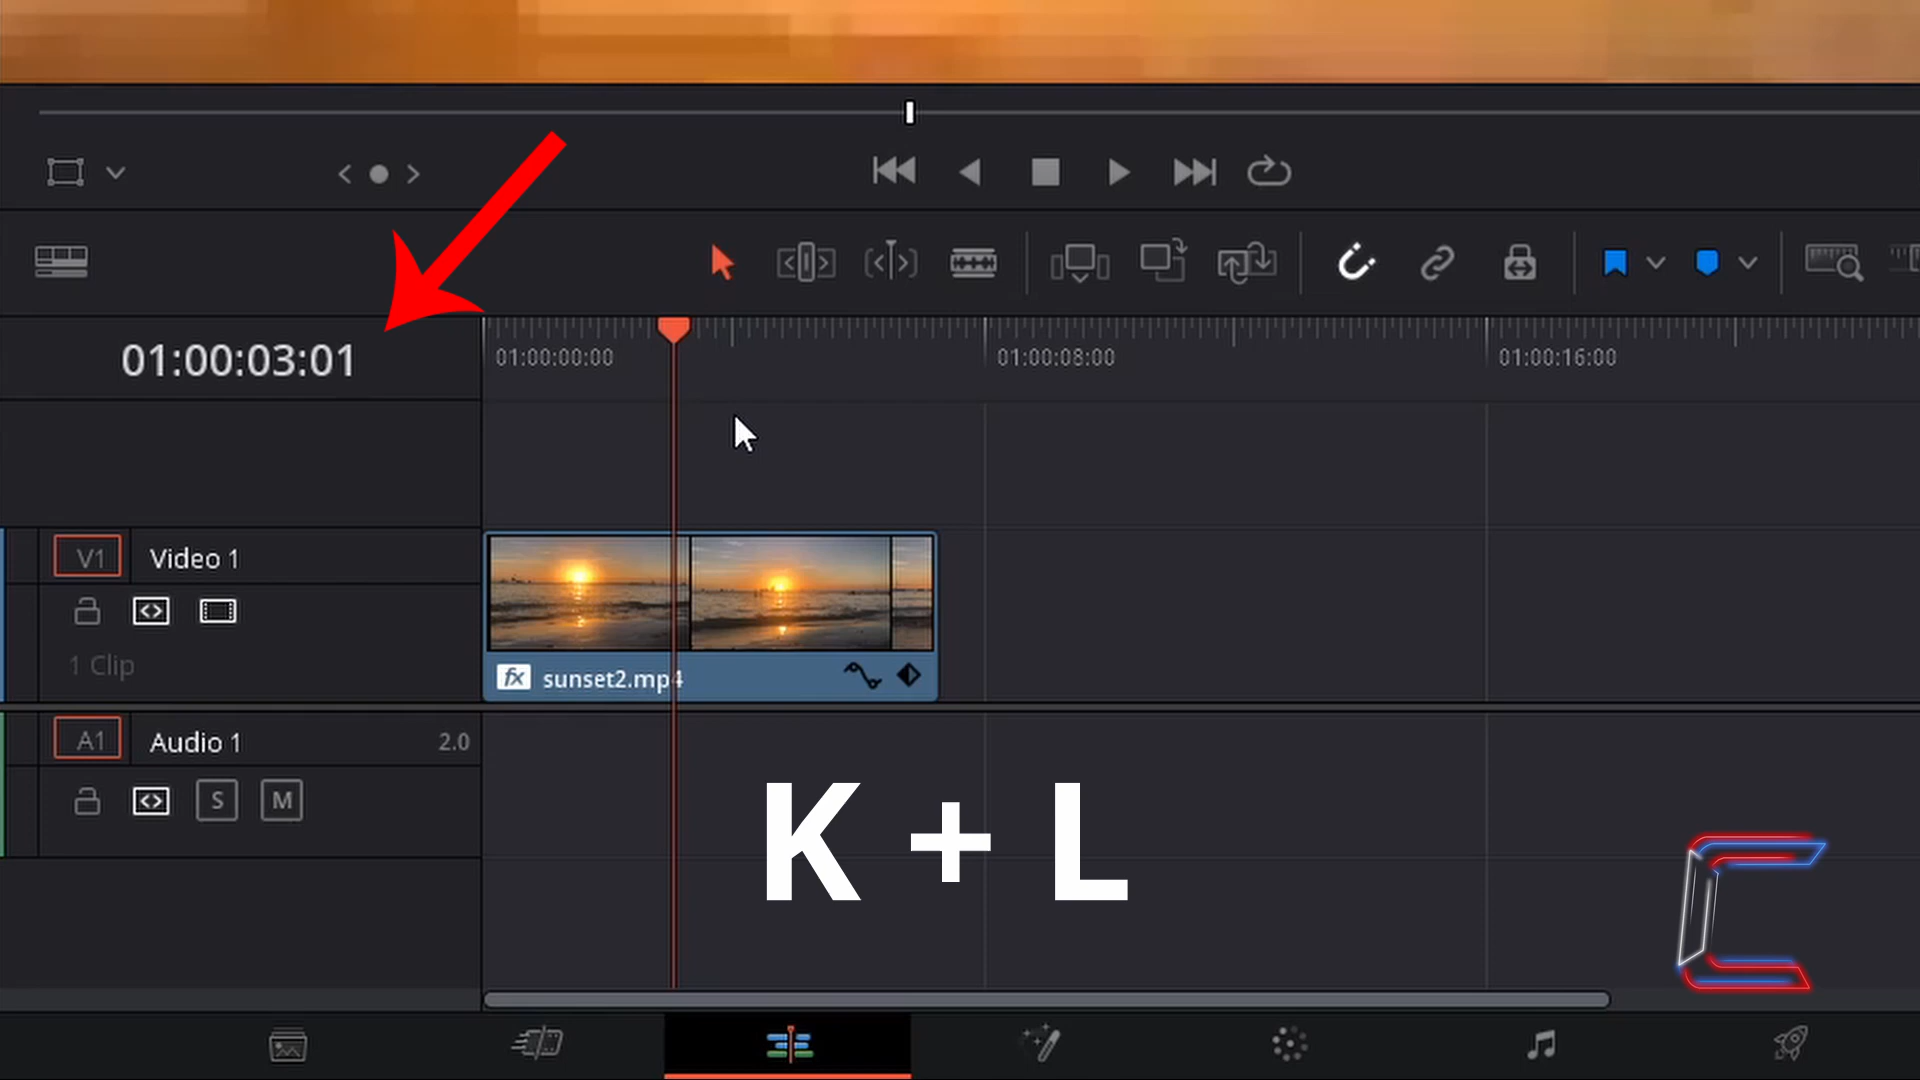 01:00:03:01
01:00:00:00
01:00:08:00
01:00:16:00
V1
Video 1
1 Clip
fx
sunset2.mp4
A1
Audio 1
2.0
S
M
K + L
C